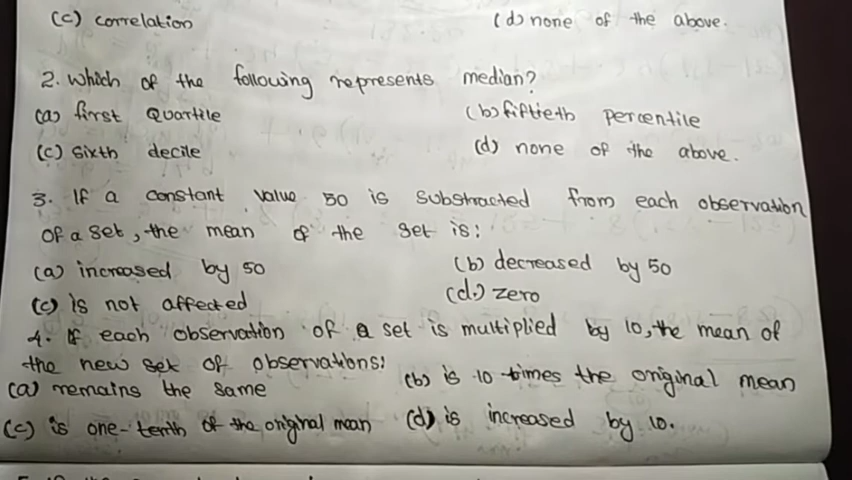 (c) correlation (d) none of the above.
2. Which of the following represents median?
(a) first Quartile (b) fiftieth percentile
(c) sixth decile (d) none of the above.
3. If a constant value 50 is substracted from each observation
of a set, the mean of the set is:
(a) increased by 50 (b) decreased by 50
(c) is not affected (d.) zero
4. If each observation of a set is multiplied by 10, the mean of
the new set of observations:
(a) remains the same (b) is 10 times the original mean
(c) is one-tenth of the original mean (d) is increased by 10.